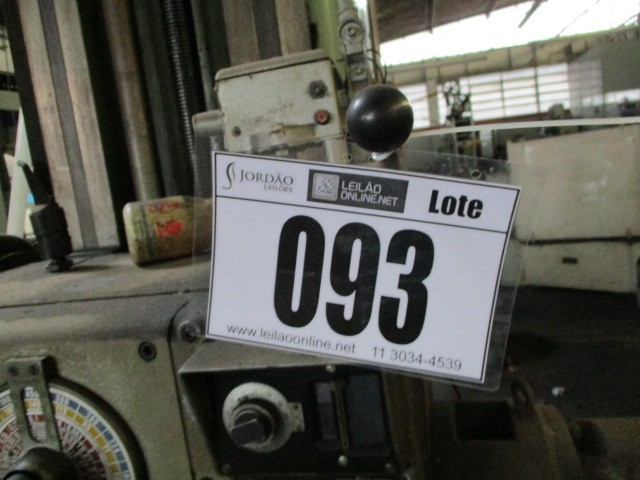 JORDÃO
LEILÕES
LEILÃO
ONLINE.NET
Lote
093
www.leilaoonline.net 11 3034-4539